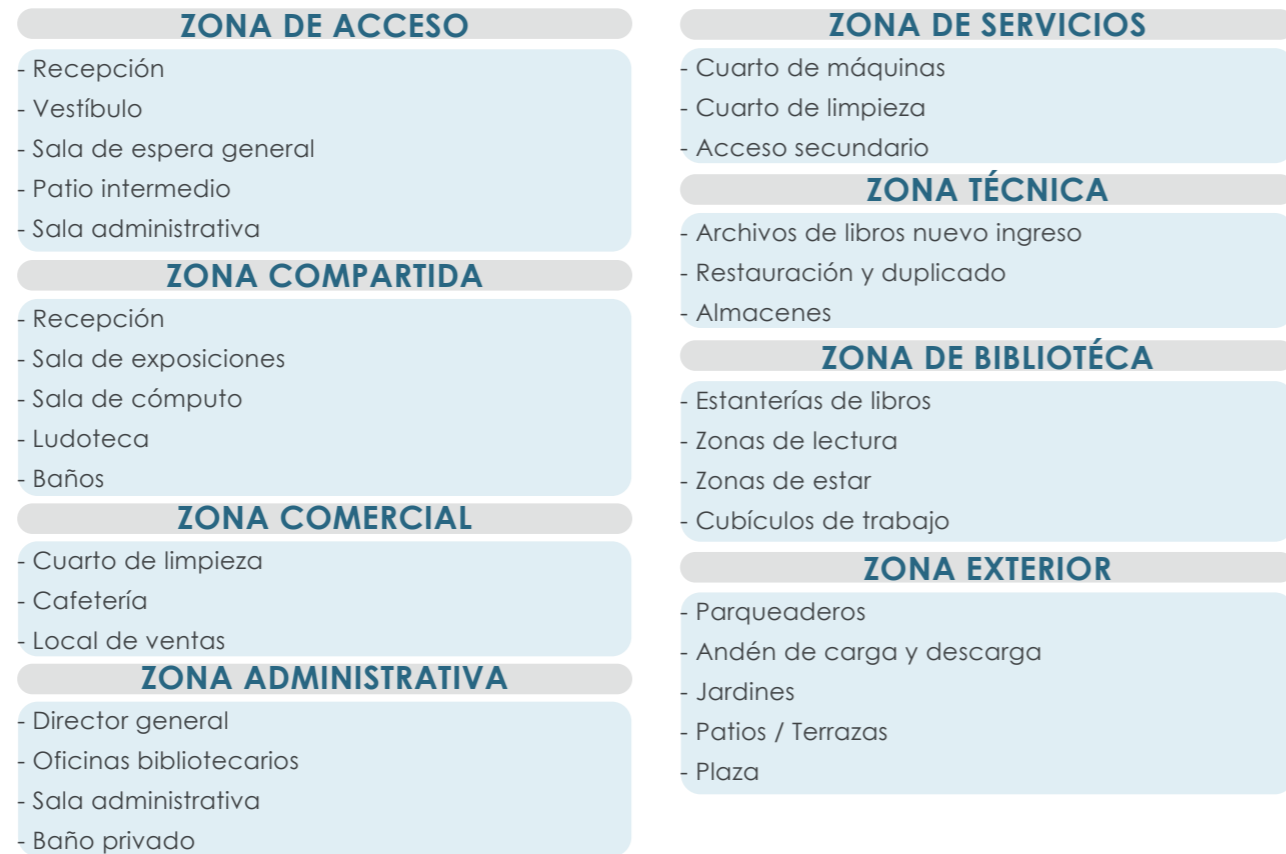 ZONA DE ACCESO
- Recepción
- Vestíbulo
- Sala de espera general
- Patio intermedio
- Sala administrativa
ZONA COMPARTIDA
- Recepción
- Sala de exposiciones
- Sala de cómputo
- Ludoteca
- Baños
ZONA COMERCIAL
- Cuarto de limpieza
- Cafetería
- Local de ventas
ZONA ADMINISTRATIVA
- Director general
- Oficinas bibliotecarios
- Sala administrativa
- Baño privado
ZONA DE SERVICIOS
- Cuarto de máquinas
- Cuarto de limpieza
- Acceso secundario
ZONA TÉCNICA
- Archivos de libros nuevo ingreso
- Restauración y duplicado
- Almacenes
ZONA DE BIBLIOTÉCA
- Estanterías de libros
- Zonas de lectura
- Zonas de estar
- Cubículos de trabajo
ZONA EXTERIOR
- Parqueaderos
- Andén de carga y descarga
- Jardines
- Patios / Terrazas
- Plaza